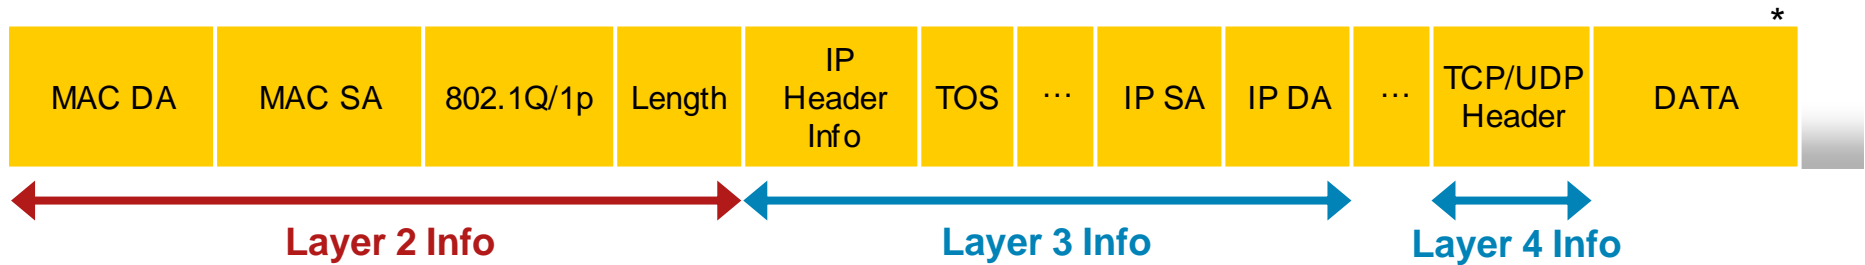 *
MAC DA
MAC SA
802.1Q/1p
Length
IP
Header
Info
TOS
...
IP SA
IP DA
...
TCP/UDP
Header
DATA
Layer 2 Info
Layer 3 Info
Layer 4 Info